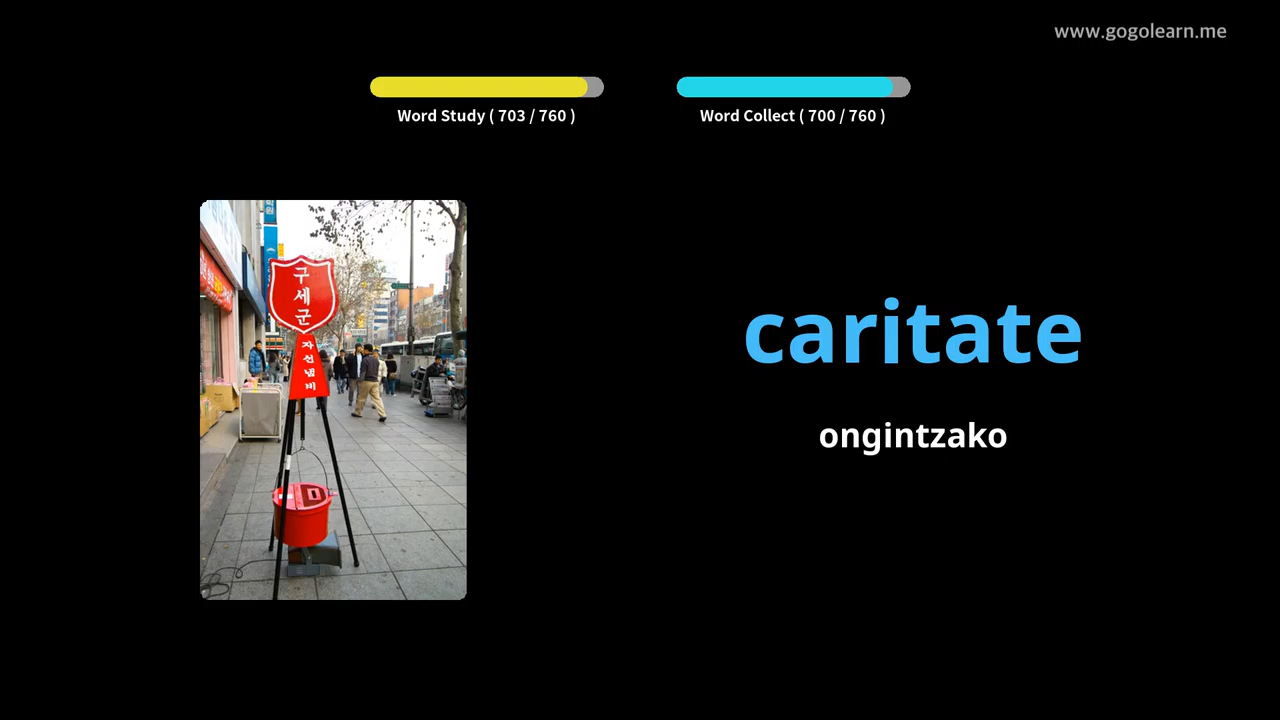 www.gogolearn.me
Word Study ( 703 / 760 )
Word Collect ( 700 / 760 )
구
세
군
자
선
냄
비
caritate
ongintzako